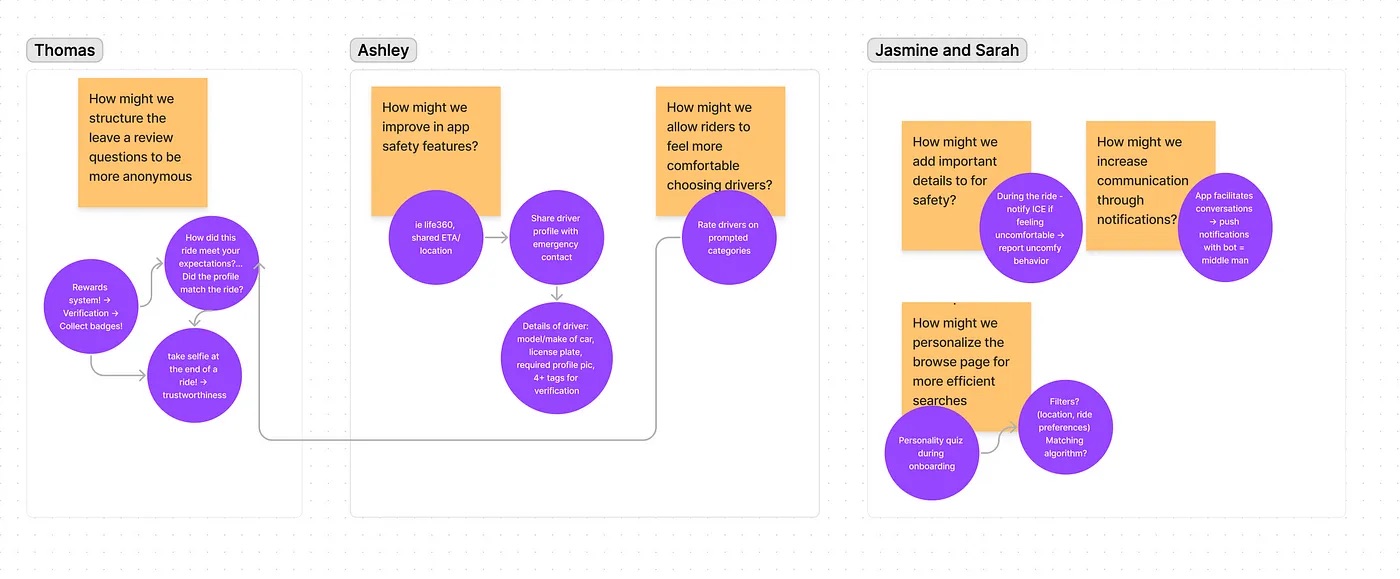 Thomas
How might we
structure the
leave a review
questions to be
more anonymous
How did this
ride meet your
expectations?...
Did the profile
match the ride?
Rewards
system! →
Verification →
Collect badges!
take selfie at
the end of a
ride! →
trustworthiness
Ashley
How might we
improve in app
safety features?
ie life360,
shared ETA/
location
Share driver
profile with
emergency
contact
Details of driver:
model/make of car,
license plate,
required profile pic,
4+ tags for
verification
How might we
allow riders to
feel more
comfortable
choosing drivers?
Rate drivers on
prompted
categories
Jasmine and Sarah
How might we
add important
details to for
safety?
During the ride -
notify ICE if
feeling
uncomfortable →
report uncomfy
behavior
How might we
increase
communication
through
notifications?
App facilitates
conversations
→ push
notifications
with bot =
middle man
How might we
personalize the
browse page for
more efficient
searches
Personality quiz
during
onboarding
Filters?
(location, ride
preferences)
Matching
algorithm?